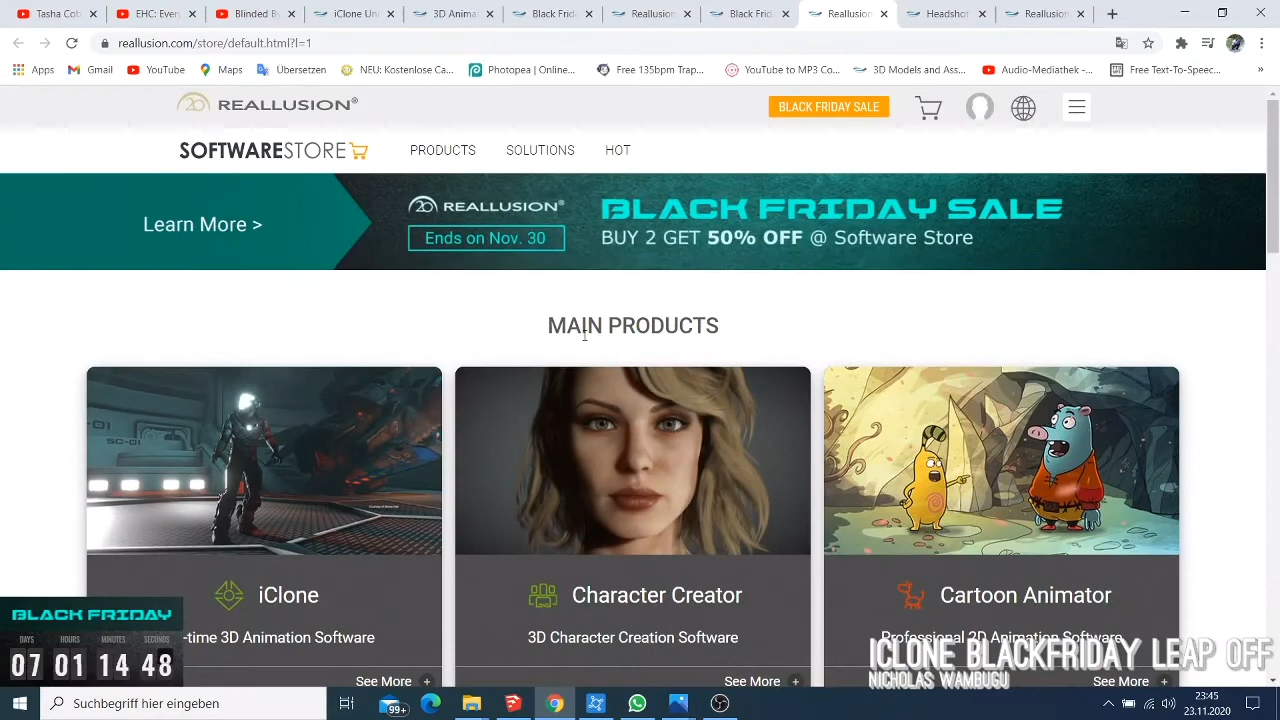 Tasha Cob
EHC: Even
Blinded B
iClone Un
3D Anima
Black Frid
Reallusion
Black Frid
Reallusion
Headshot
Reallusion
reallusion.com/store/default.html?l=1
Apps
Gmail
YouTube
Maps
Übersetzen
NEU: Kostenlose Ca...
Photopea | Online...
Free 135bpm Trap...
YouTube to MP3 Co...
3D Models and Ass...
Audio-Mediathek -...
Free Text-To-Speec...
20 REALLUSION®
BLACK FRIDAY SALE
SOFTWARESTORE
PRODUCTS
SOLUTIONS
HOT
Learn More >
20 REALLUSION®
Ends on Nov. 30
BLACK FRIDAY SALE
BUY 2 GET 50% OFF @ Software Store
MAIN PRODUCTS
SC-01
iClone
Character Creator
Cartoon Animator
-time 3D Animation Software
3D Character Creation Software
Professional 2D Animation Software
See More +
See More +
See More +
BLACK FRIDAY
DAYS HOURS MINUTES SECONDS
07 01 14 48
ICLONE BLACKFRIDAY LEAP OFF
NICHOLAS WAMBUGU
Suchbegriff hier eingeben
99+
23:45
23.11.2020